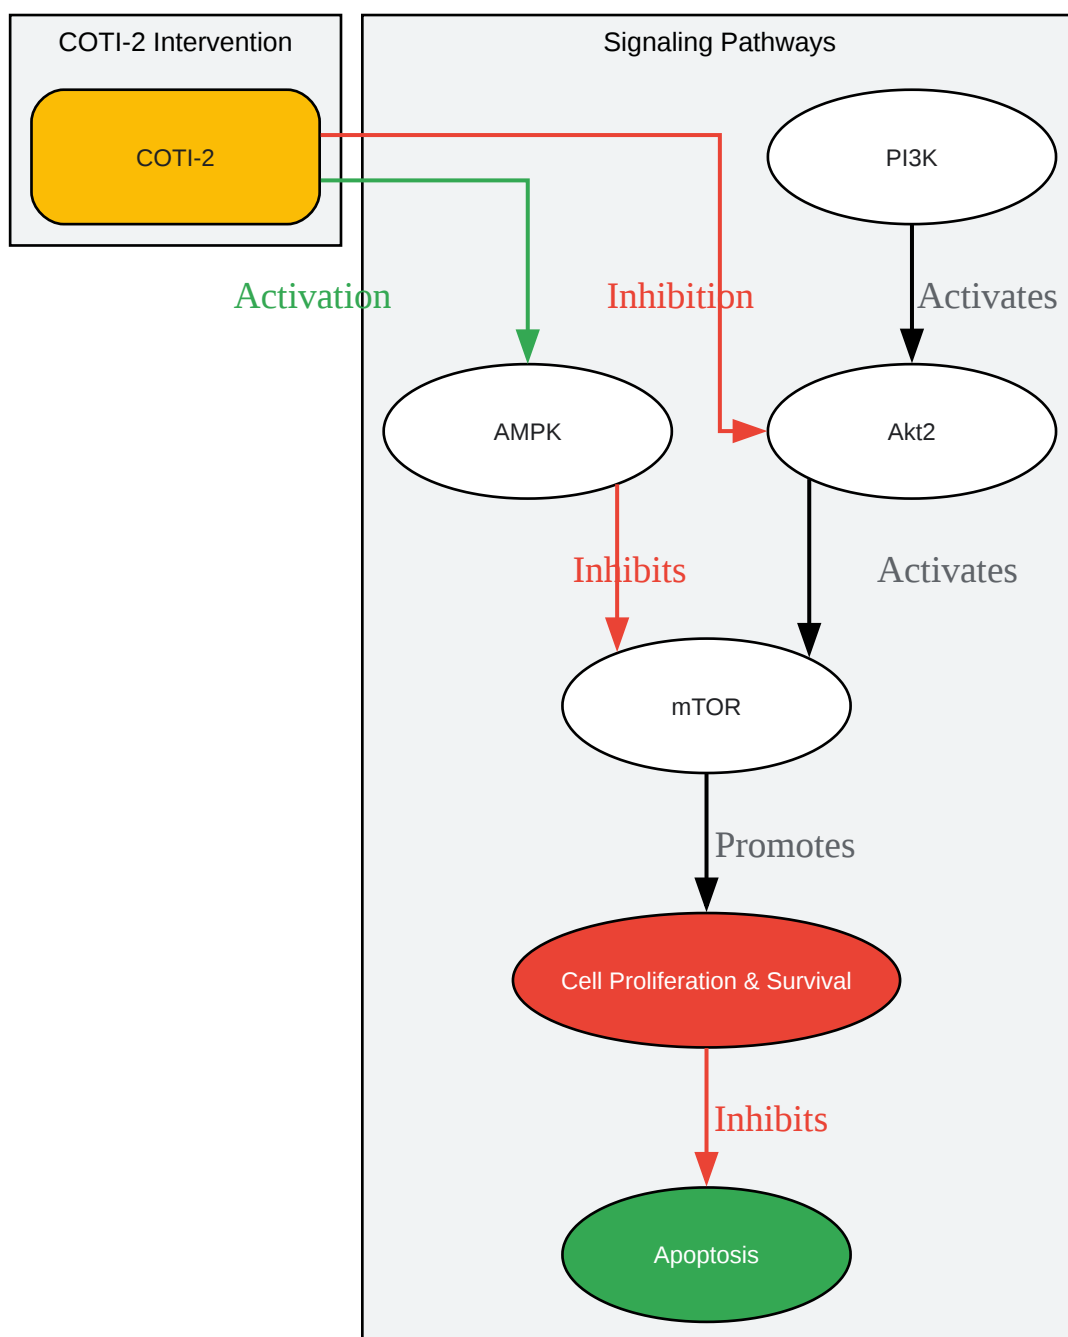 COTI-2 Intervention
Signaling Pathways
COTI-2
PI3K
Activation
Inhibition
Activates
AMPK
Akt2
Inhibits
Activates
mTOR
Promotes
Cell Proliferation & Survival
Inhibits
Apoptosis